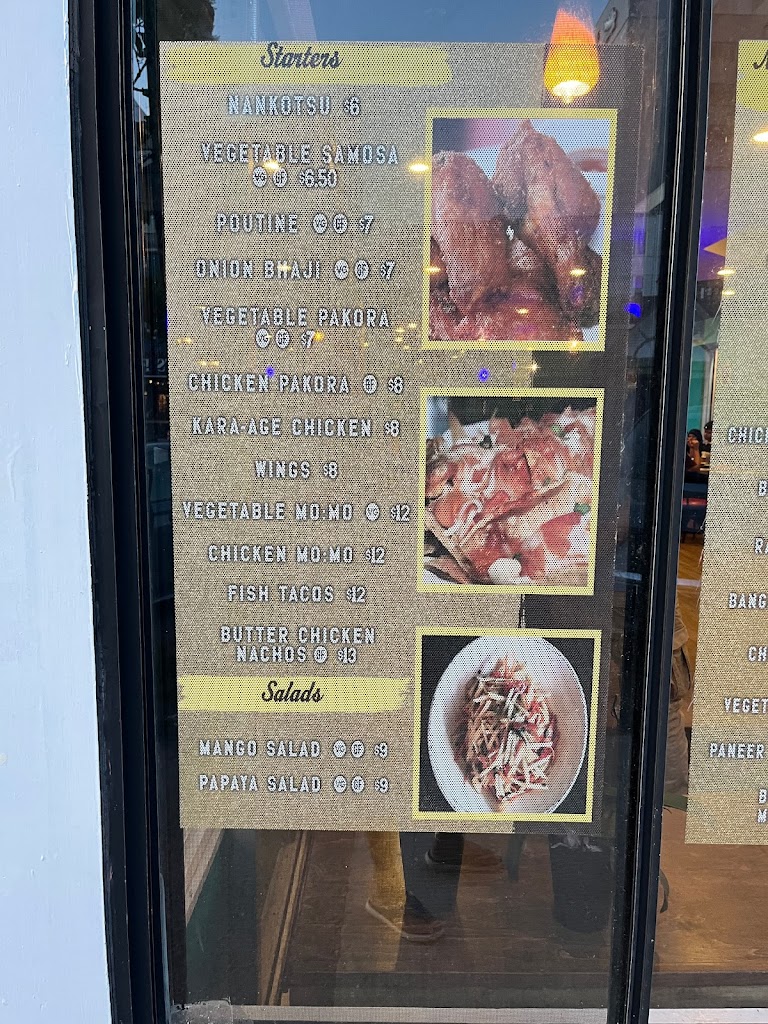 Starters
NANKOTSU $6
VEGETABLE SAMOSA
VG GF $6.50
POUTINE VG GF $7
ONION BHAJI VG GF $7
VEGETABLE PAKORA
VG GF $7
CHICKEN PAKORA GF $8
KARA-AGE CHICKEN $8
WINGS $8
VEGETABLE MO:MO VG $12
CHICKEN MO:MO $12
FISH TACOS $12
BUTTER CHICKEN
NACHOS GF $13
Salads
MANGO SALAD VG GF $9
PAPAYA SALAD VG GF $9
PANEER